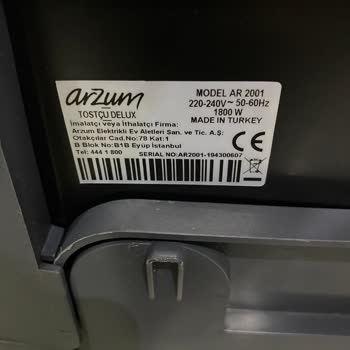 arzum
TOSTÇU DELUX
MODEL AR 2001
220-240V~ 50-60Hz
1800 W
MADE IN TURKEY
İmalatçı veya İthalatçı Firma:
Arzum Elektrikli Ev Aletleri San. ve Tic. A.Ş:
Otakçılar Cad.No:78 Kat:1
B Blok No:B1B Eyüp İstanbul
Tel: 444 1 800
CE
SERIAL NO:AR2001-194300607